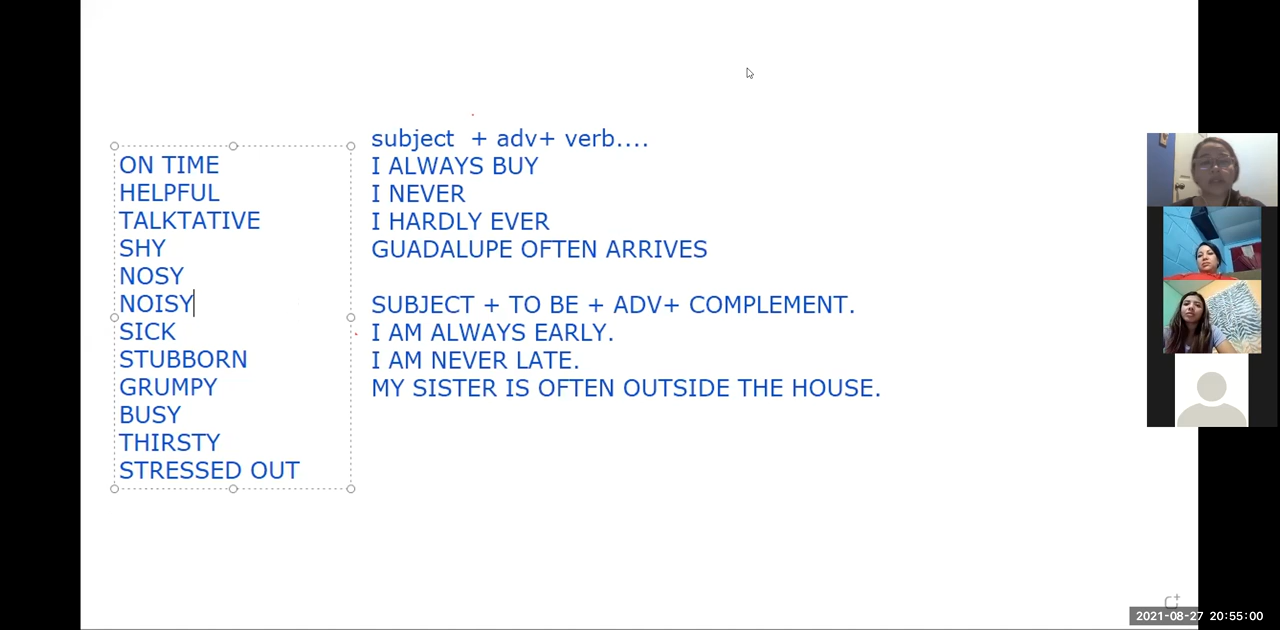 ON TIME
HELPFUL
TALKTATIVE
SHY
NOSY
NOISY
SICK
STUBBORN
GRUMPY
BUSY
THIRSTY
STRESSED OUT
subject + adv+ verb....
I ALWAYS BUY
I NEVER
I HARDLY EVER
GUADALUPE OFTEN ARRIVES
SUBJECT + TO BE + ADV+ COMPLEMENT.
I AM ALWAYS EARLY.
I AM NEVER LATE.
MY SISTER IS OFTEN OUTSIDE THE HOUSE.
2021-08-27 20:55:00